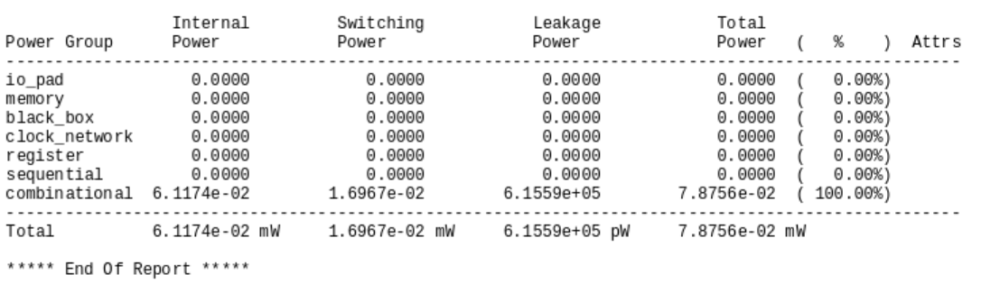 Internal         Switching           Leakage            Total
Power Group      Power            Power               Power              Power   (   %    )  Attrs
--------------------------------------------------------------------------------------------------
io_pad             0.0000            0.0000            0.0000            0.0000  (   0.00%)
memory             0.0000            0.0000            0.0000            0.0000  (   0.00%)
black_box          0.0000            0.0000            0.0000            0.0000  (   0.00%)
clock_network      0.0000            0.0000            0.0000            0.0000  (   0.00%)
register           0.0000            0.0000            0.0000            0.0000  (   0.00%)
sequential         0.0000            0.0000            0.0000            0.0000  (   0.00%)
combinational  6.1174e-02        1.6967e-02        6.1559e+05        7.8756e-02  ( 100.00%)
--------------------------------------------------------------------------------------------------
Total          6.1174e-02 mW     1.6967e-02 mW     6.1559e+05 pW     7.8756e-02 mW
***** End Of Report *****